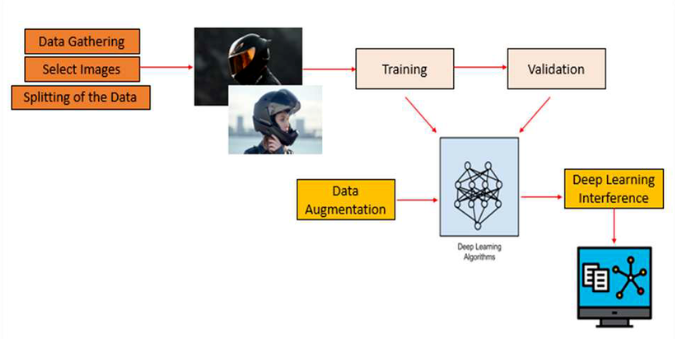 Data Gathering
Select Images
Splitting of the Data
Training
Validation
Data
Augmentation
Deep Learning
Algorithms
Deep Learning
Interference